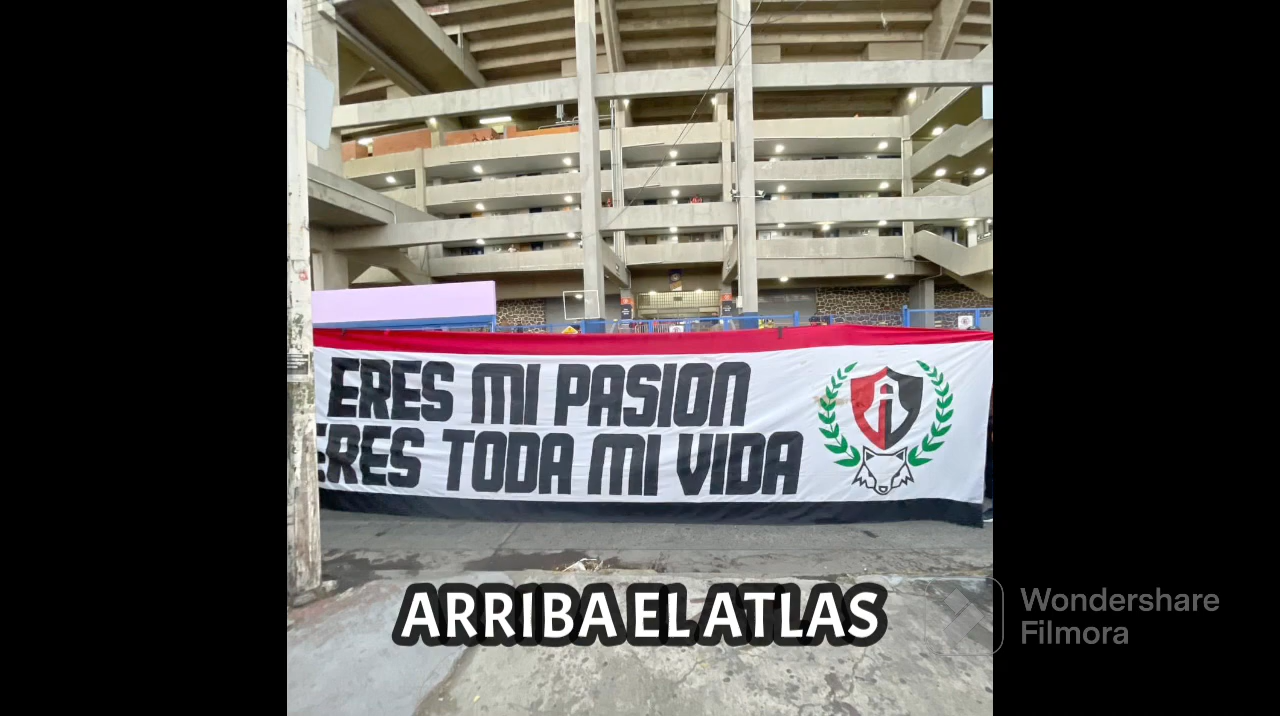 ERES MI PASION
ERES TODA MI VIDA
ARRIBA EL ATLAS
Wondershare
Filmora